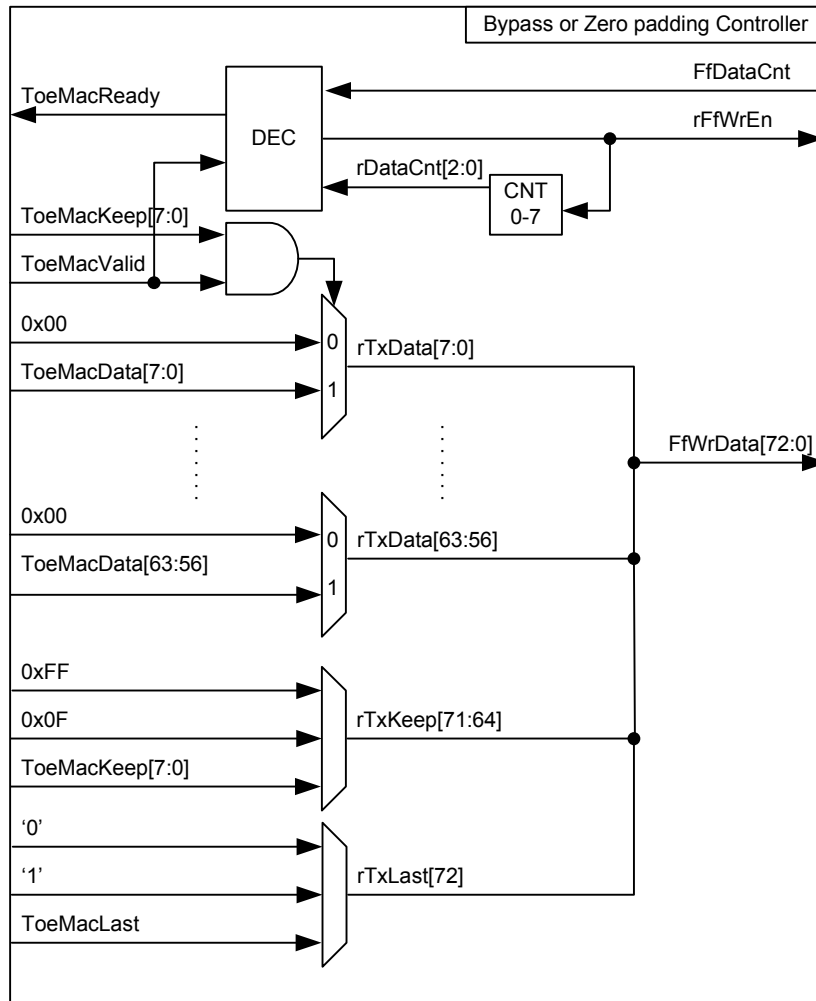 Bypass or Zero padding Controller
FfDataCnt
ToeMacReady
rFfWrEn
DEC
rDataCnt[2:0]
CNT
0-7
ToeMacKeep[7:0]
ToeMacValid
0x00
0
rTxData[7:0]
ToeMacData[7:0]
1
FfWrData[72:0]
0x00
0
rTxData[63:56]
ToeMacData[63:56]
1
0xFF
0x0F
rTxKeep[71:64]
ToeMacKeep[7:0]
‘0’
‘1’
rTxLast[72]
ToeMacLast